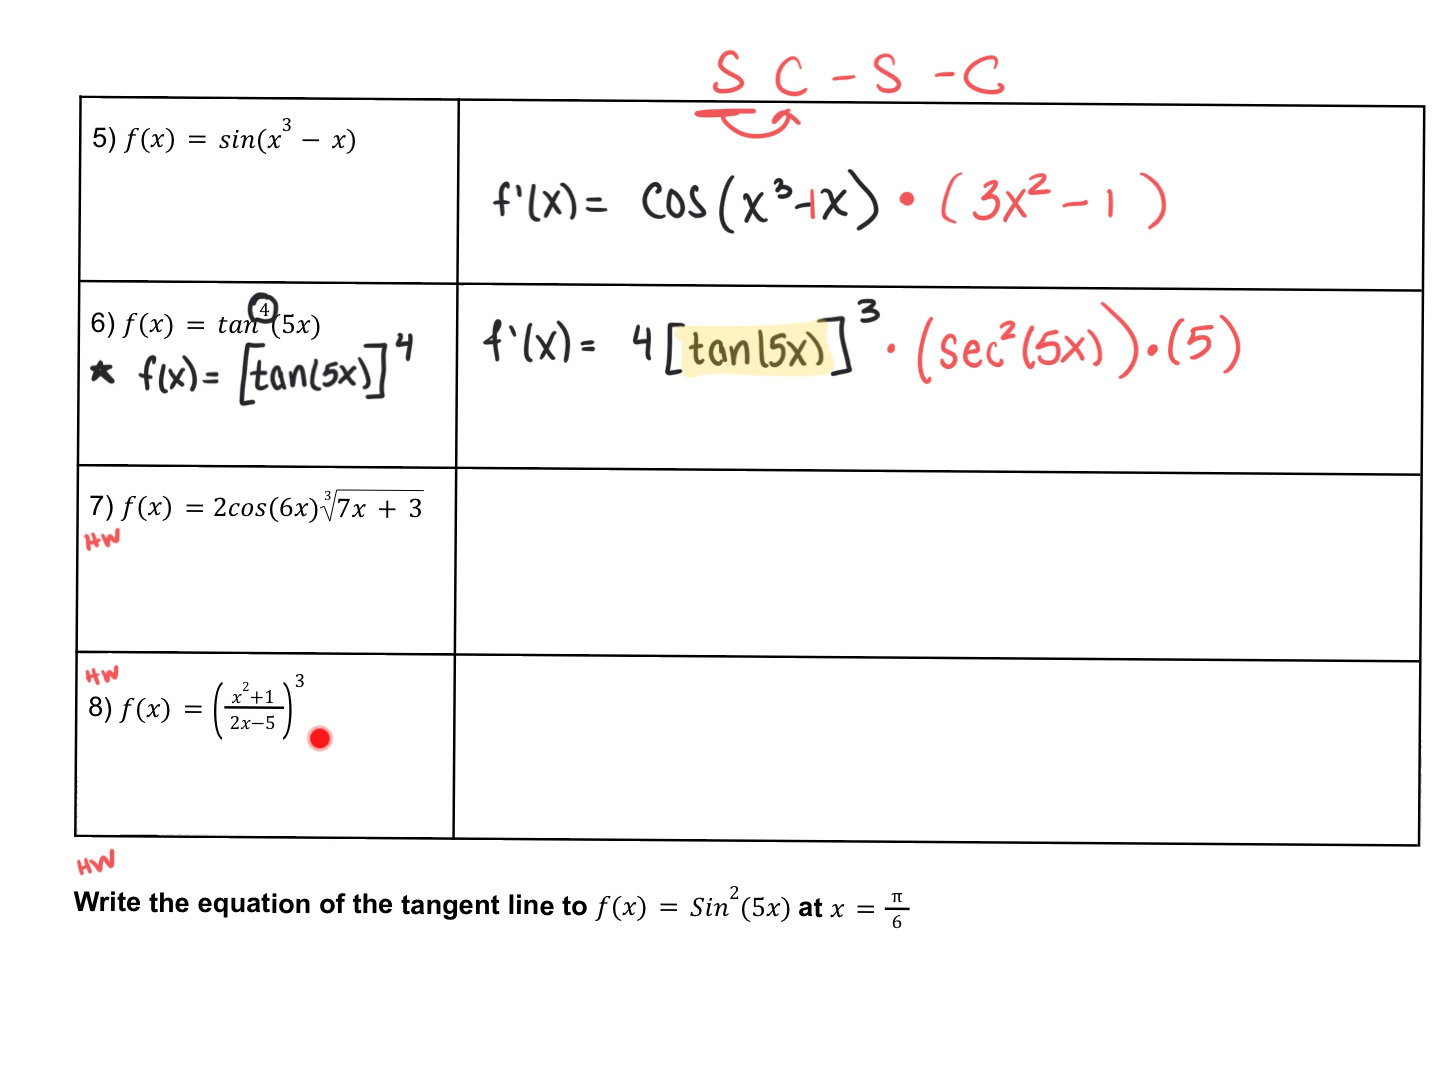 S C - S - C
5) f(x) = sin(x³ − x)
f'(x) = cos(x³-1x) • (3x² - 1)
6) f(x) = tan⁴(5x)
* f(x) = [tan(5x)]⁴
f'(x) = 4[tan(5x)]³ • (sec²(5x)) • (5)
7) f(x) = 2cos(6x)∛(7x + 3)
HW
HW
8) f(x) = ((x²+1)/(2x−5))³
HW
Write the equation of the tangent line to f(x) = Sin²(5x) at x = π/6